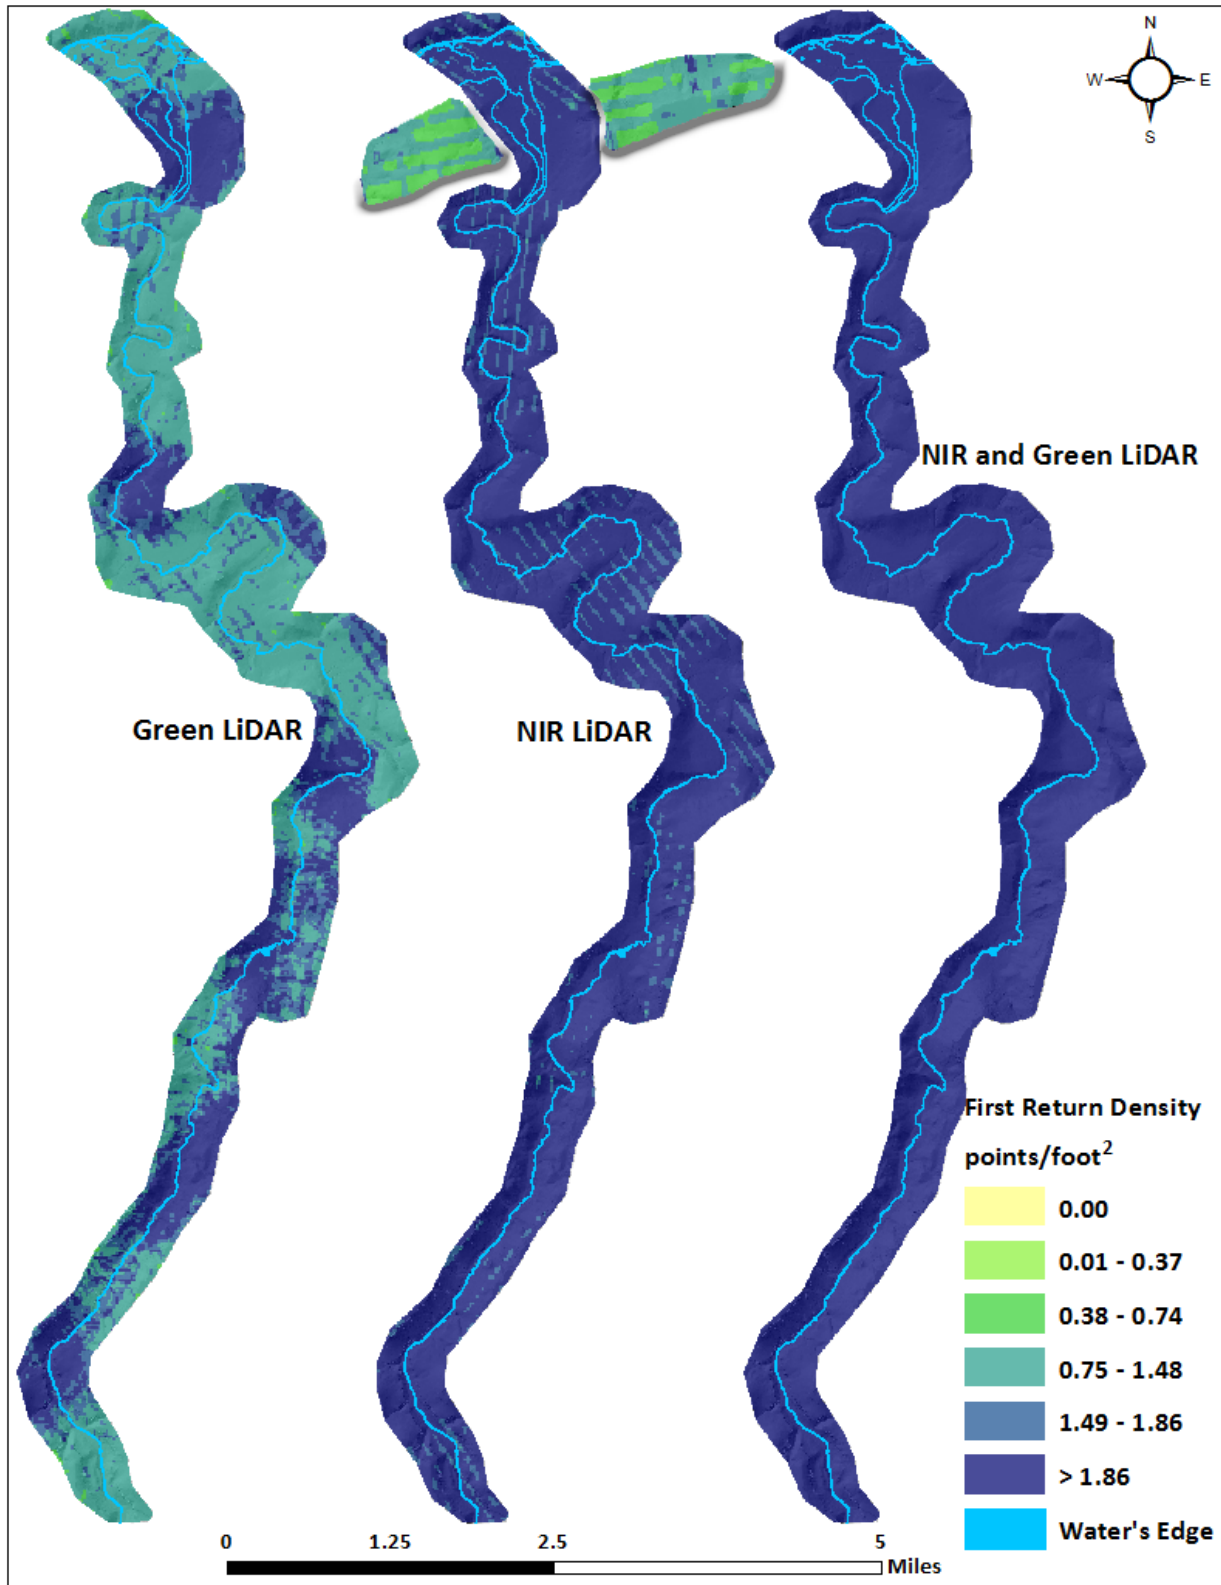 N
W E
S
NIR and Green LiDAR
Green LiDAR
NIR LiDAR
First Return Density
points/foot²
0.00
0.01 - 0.37
0.38 - 0.74
0.75 - 1.48
1.49 - 1.86
> 1.86
Water's Edge
0 1.25 2.5 5
Miles